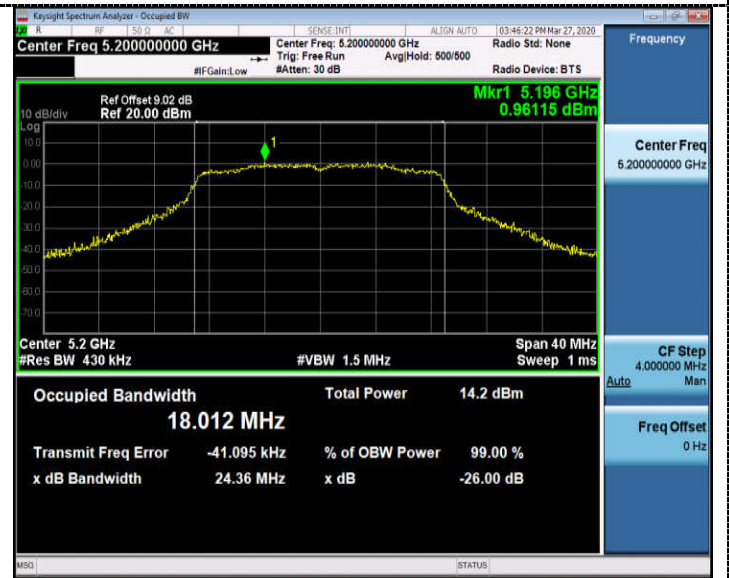 Keysight Spectrum Analyzer - Occupied BW
R RF 50 Ω AC SENSE:INT ALIGN AUTO 03:46:22 PM Mar 27, 2020
Center Freq 5.200000000 GHz
Center Freq: 5.200000000 GHz
Radio Std: None
Trig: Free Run Avg|Hold: 500/500
#IFGain:Low
#Atten: 30 dB
Radio Device: BTS
Frequency
Mkr1 5.196 GHz
0.96115 dBm
Ref Offset 9.02 dB
10 dB/div Ref 20.00 dBm
Log
10.0
1
0.00
-10.0
-20.0
-30.0
-40.0
-50.0
-60.0
-70.0
Center Freq
5.200000000 GHz
Center 5.2 GHz Span 40 MHz
#Res BW 430 kHz #VBW 1.5 MHz Sweep 1 ms
CF Step
4.000000 MHz
Auto Man
Occupied Bandwidth Total Power 14.2 dBm
18.012 MHz
Transmit Freq Error -41.095 kHz % of OBW Power 99.00 %
x dB Bandwidth 24.36 MHz x dB -26.00 dB
Freq Offset
0 Hz
MSG STATUS